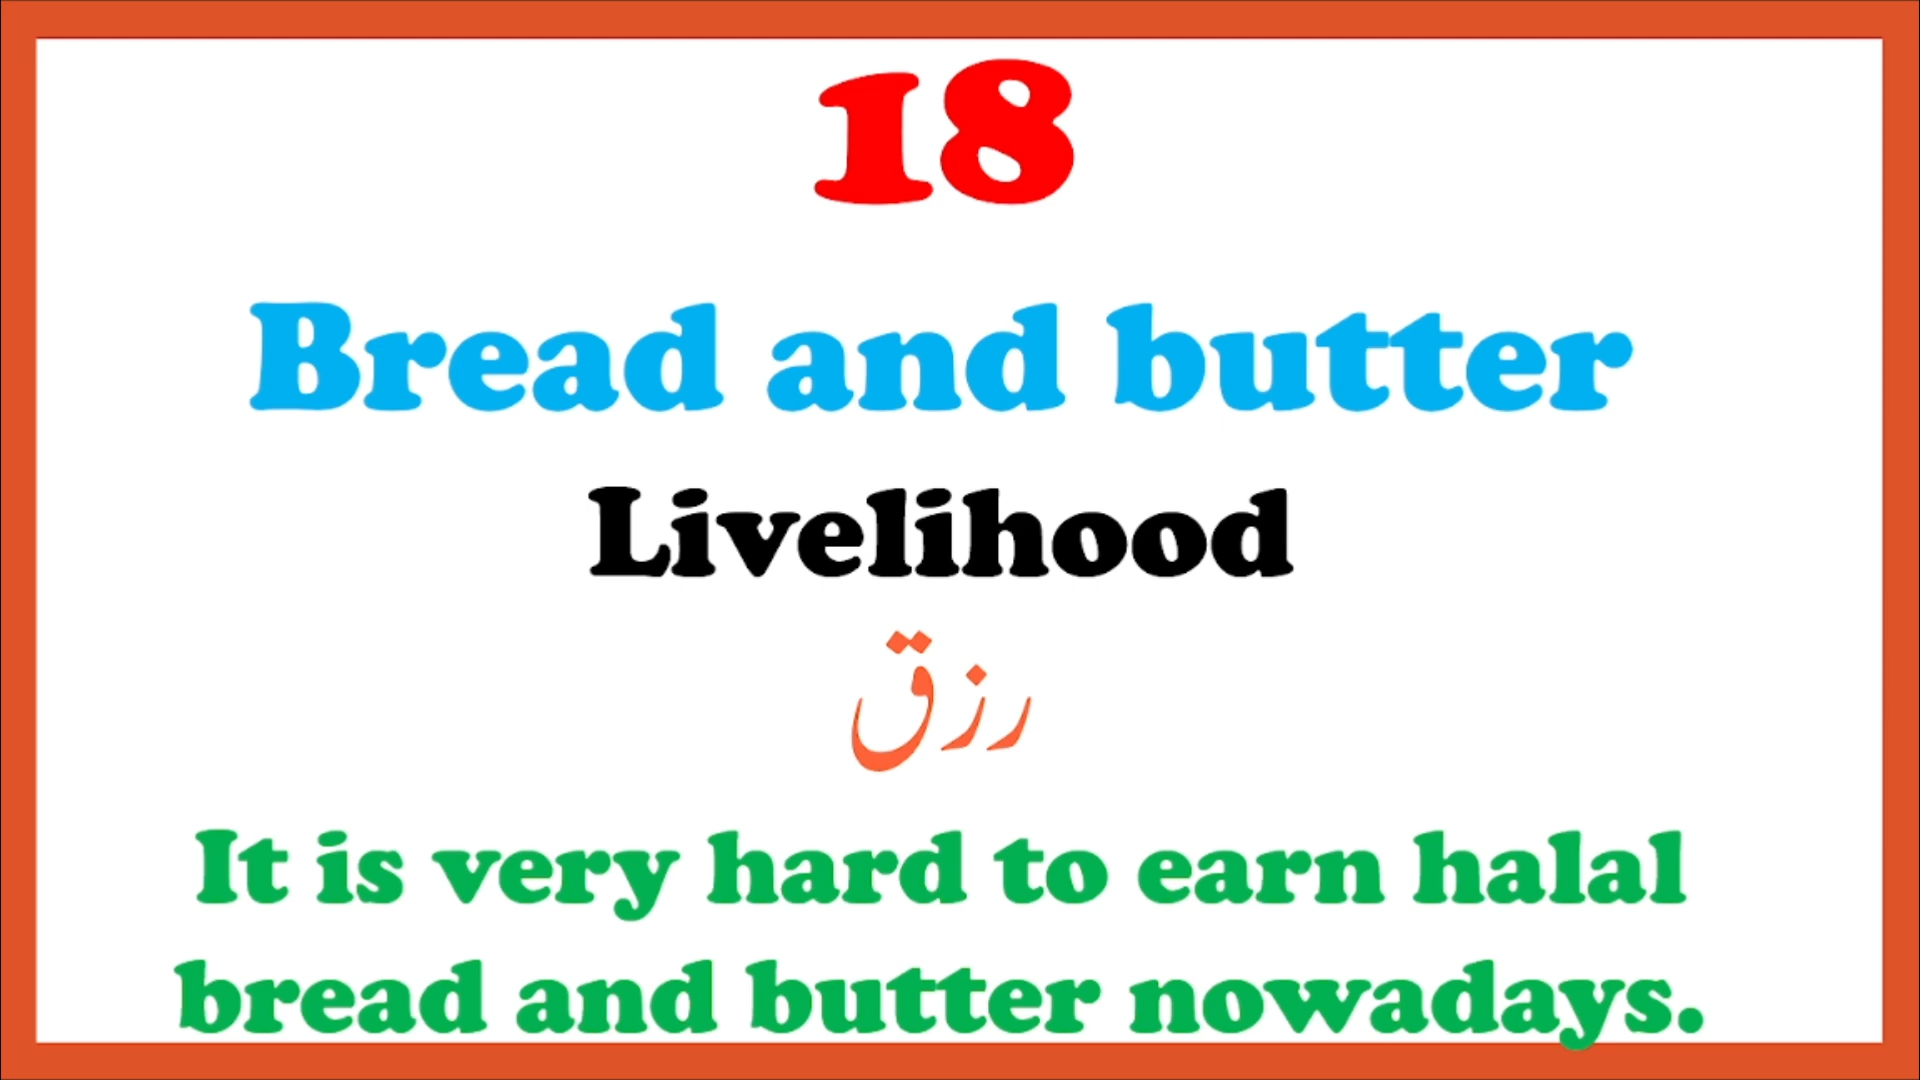 18
Bread and butter
Livelihood
رزق
It is very hard to earn halal
bread and butter nowadays.